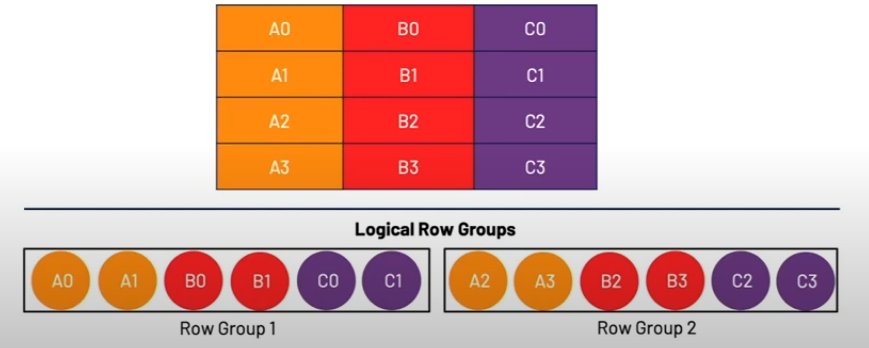 A0 B0 C0
A1 B1 C1
A2 B2 C2
A3 B3 C3
Logical Row Groups
A0 A1 B0 B1 C0 C1 A2 A3 B2 B3 C2 C3
Row Group 1 Row Group 2